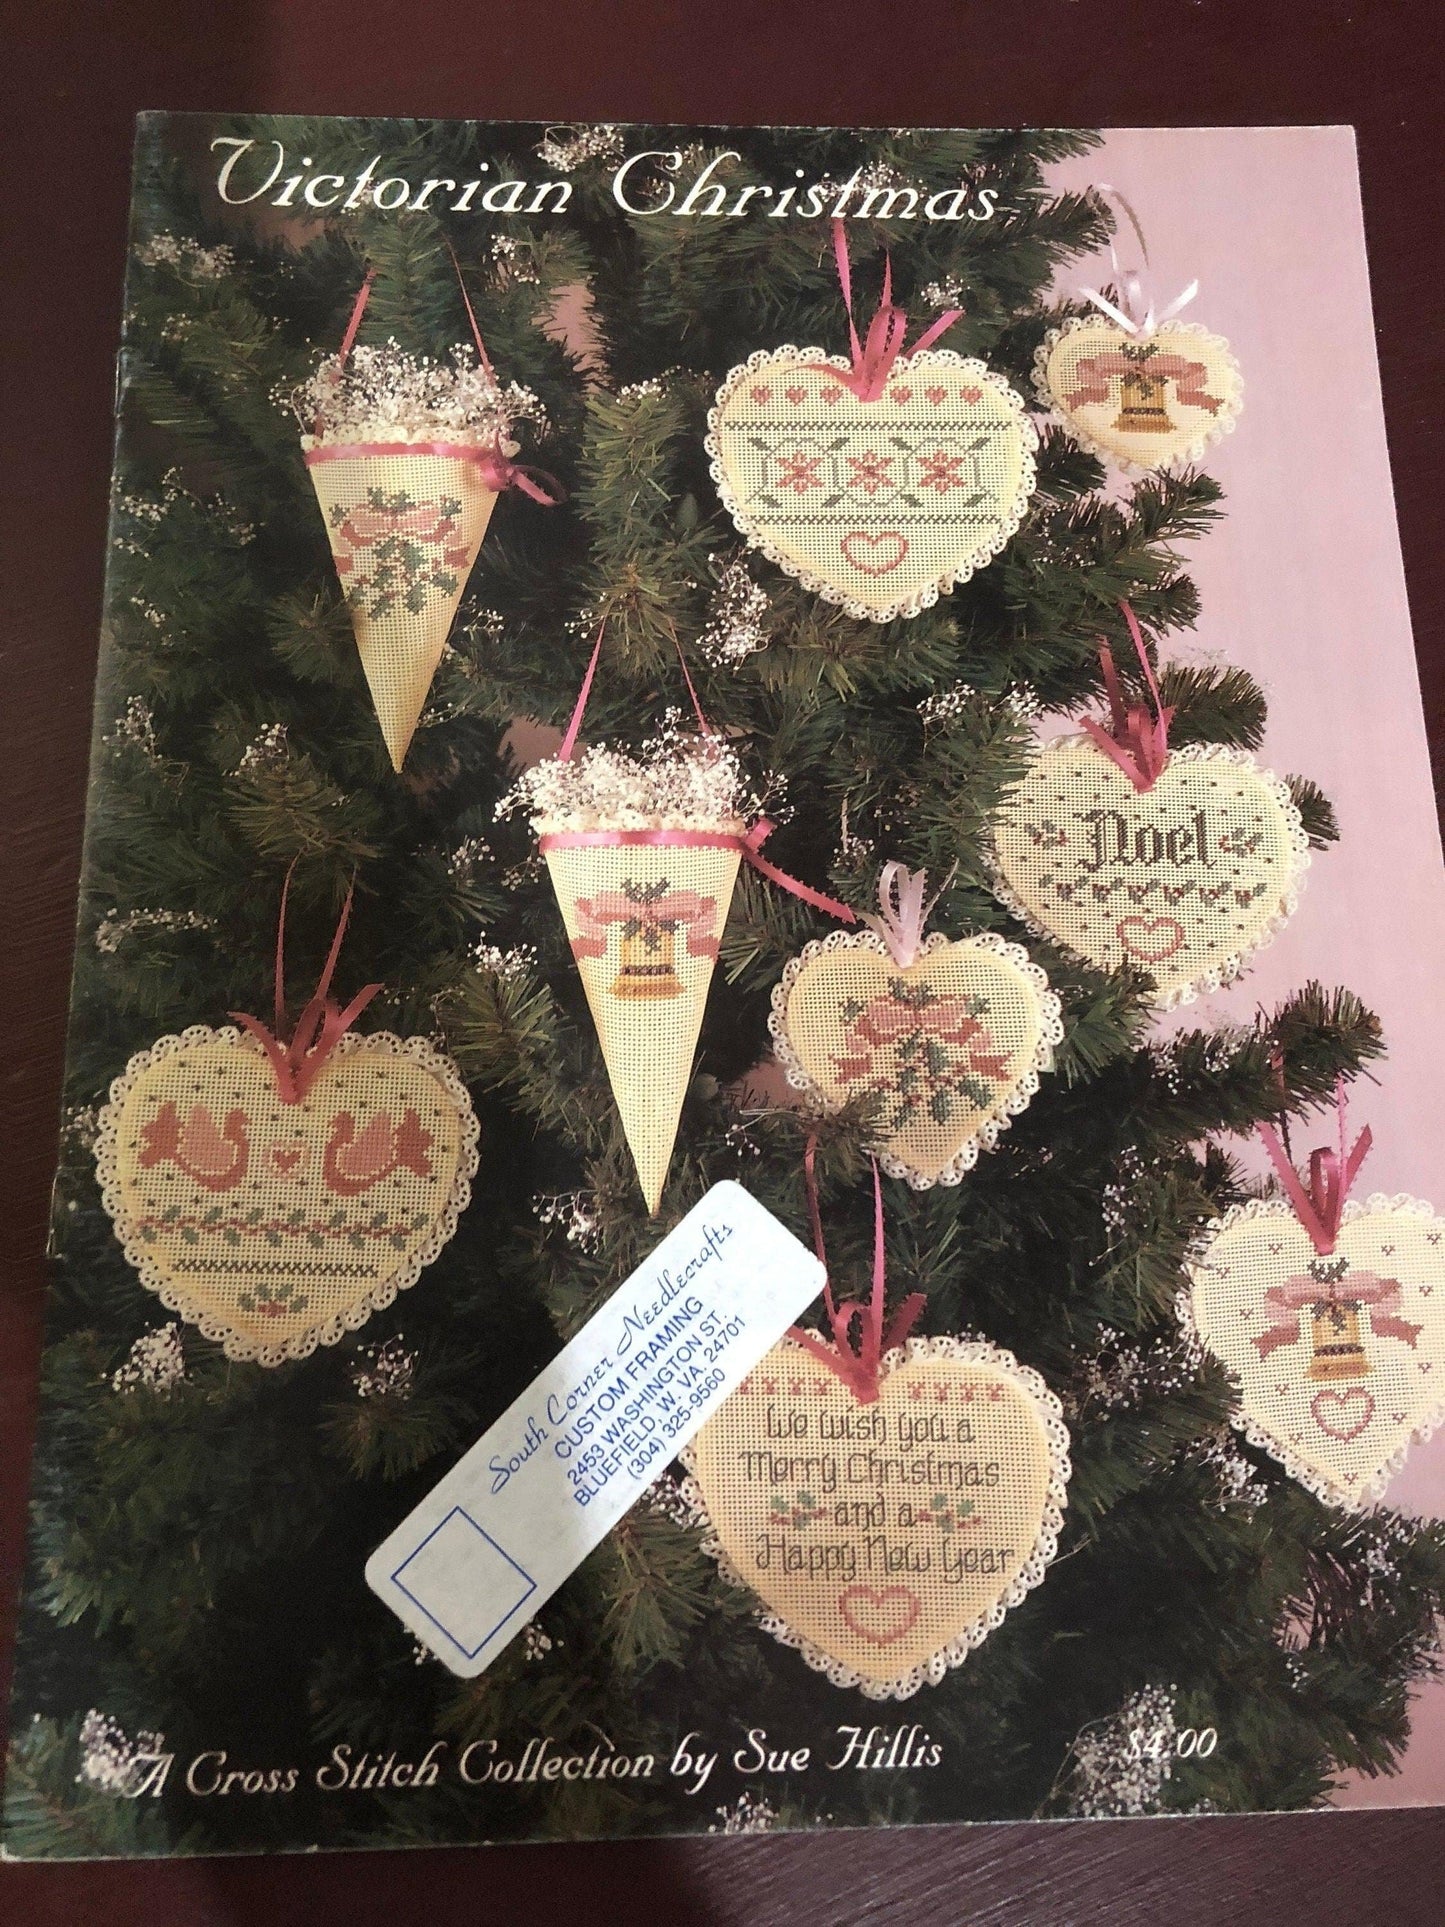 Victorian Christmas
Noel
South Corner Needlecrafts
CUSTOM FRAMING
2453 WASHINGTON ST.
BLUEFIELD, W. VA. 24701
(304) 325-9560
We wish you a
Merry Christmas
and a
Happy New Year
A Cross Stitch Collection by Sue Hillis
$4.00